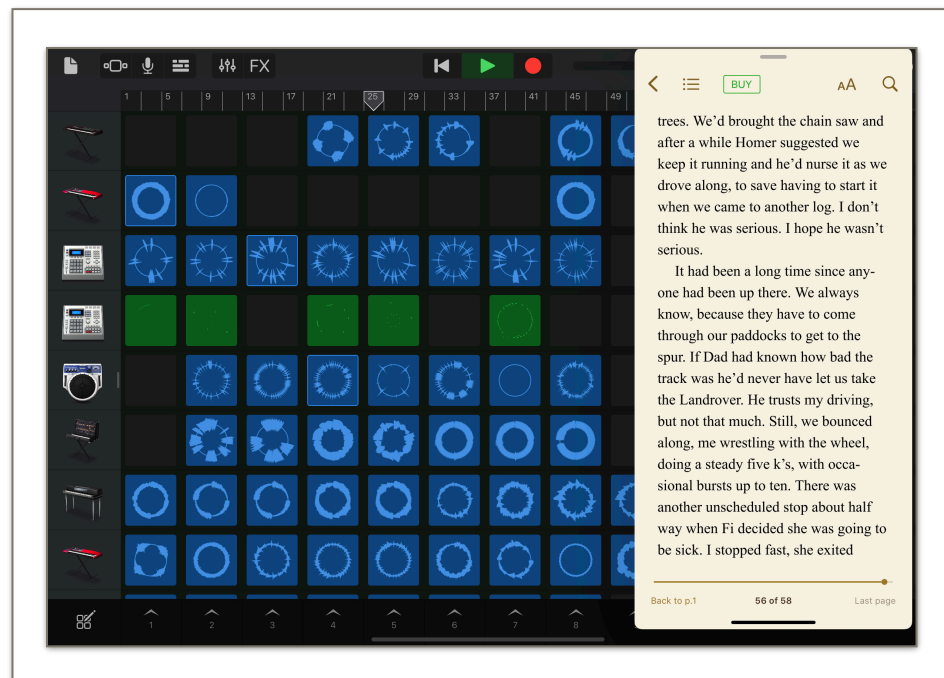 FX
1 5 9 13 17 21 25 29 33 37 41 45 49
BUY
AA
trees. We’d brought the chain saw and
after a while Homer suggested we
keep it running and he’d nurse it as we
drove along, to save having to start it
when we came to another log. I don’t
think he was serious. I hope he wasn’t
serious.
It had been a long time since any-
one had been up there. We always
know, because they have to come
through our paddocks to get to the
spur. If Dad had known how bad the
track was he’d never have let us take
the Landrover. He trusts my driving,
but not that much. Still, we bounced
along, me wrestling with the wheel,
doing a steady five k’s, with occa-
sional bursts up to ten. There was
another unscheduled stop about half
way when Fi decided she was going to
be sick. I stopped fast, she exited
Back to p.1 56 of 58 Last page
1 2 3 4 5 6 7 8